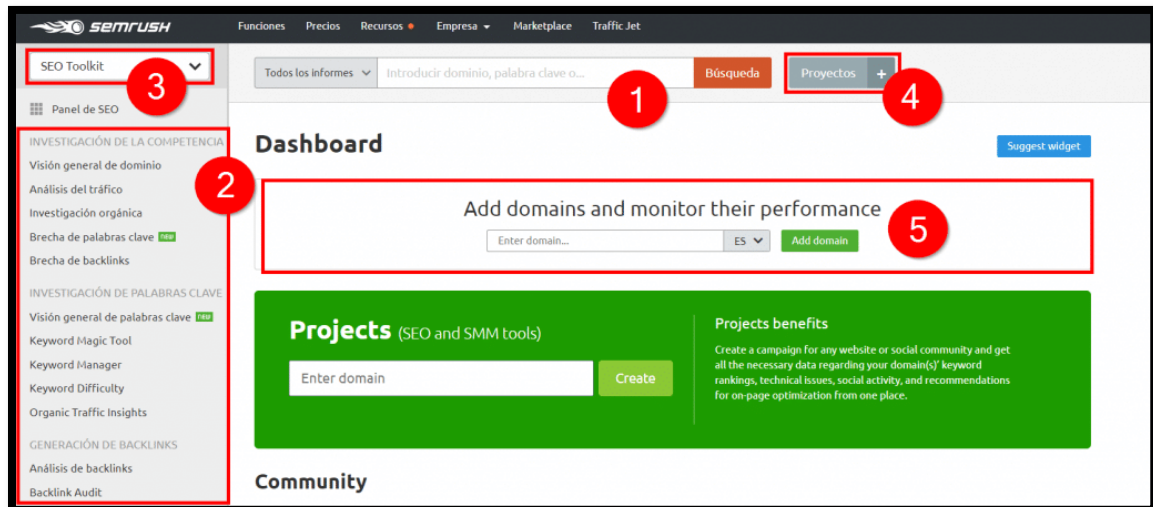 semrush
Funciones Precios Recursos Empresa Marketplace Traffic Jet
SEO Toolkit
3
Todos los informes Introducir dominio, palabra clave o... Búsqueda
1
Proyectos +
4
Panel de SEO
INVESTIGACIÓN DE LA COMPETENCIA
Visión general de dominio
Análisis del tráfico
Investigación orgánica
Brecha de palabras clave new
Brecha de backlinks
2
INVESTIGACIÓN DE PALABRAS CLAVE
Visión general de palabras clave new
Keyword Magic Tool
Keyword Manager
Keyword Difficulty
Organic Traffic Insights
GENERACIÓN DE BACKLINKS
Análisis de backlinks
Backlink Audit
Dashboard
Suggest widget
Add domains and monitor their performance
Enter domain... ES Add domain
5
Projects (SEO and SMM tools)
Enter domain Create
Projects benefits
Create a campaign for any website or social community and get
all the necessary data regarding your domain(s)' keyword
rankings, technical issues, social activity, and recommendations
for on-page optimization from one place.
Community